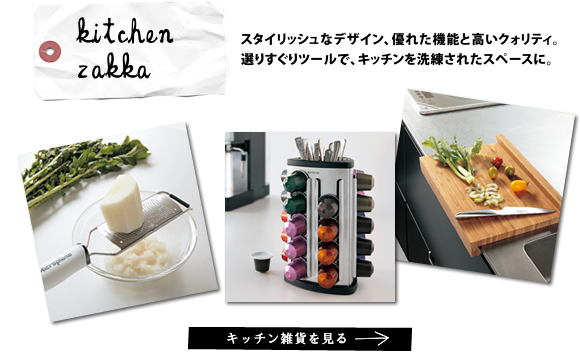 kitchen
zakka
スタイリッシュなデザイン、優れた機能と高いクォリティ。
選りすぐりツールで、キッチンを洗練されたスペースに。
Microplane
キッチン雑貨を見る